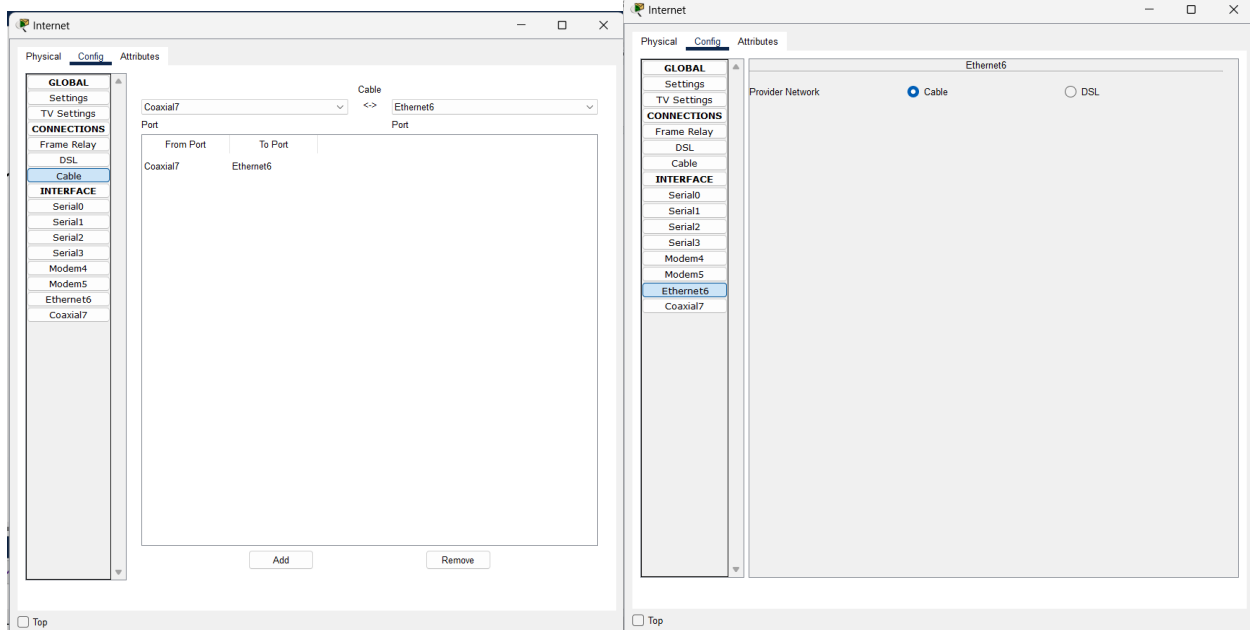 Internet
Physical Config Attributes
GLOBAL
Settings
TV Settings
CONNECTIONS
Frame Relay
DSL
Cable
INTERFACE
Serial0
Serial1
Serial2
Serial3
Modem4
Modem5
Ethernet6
Coaxial7
Cable
Coaxial7 <-> Ethernet6
Port Port
From Port To Port
Coaxial7 Ethernet6
Add Remove
Top
Internet
Physical Config Attributes
GLOBAL
Settings
TV Settings
CONNECTIONS
Frame Relay
DSL
Cable
INTERFACE
Serial0
Serial1
Serial2
Serial3
Modem4
Modem5
Ethernet6
Coaxial7
Ethernet6
Provider Network Cable DSL
Top